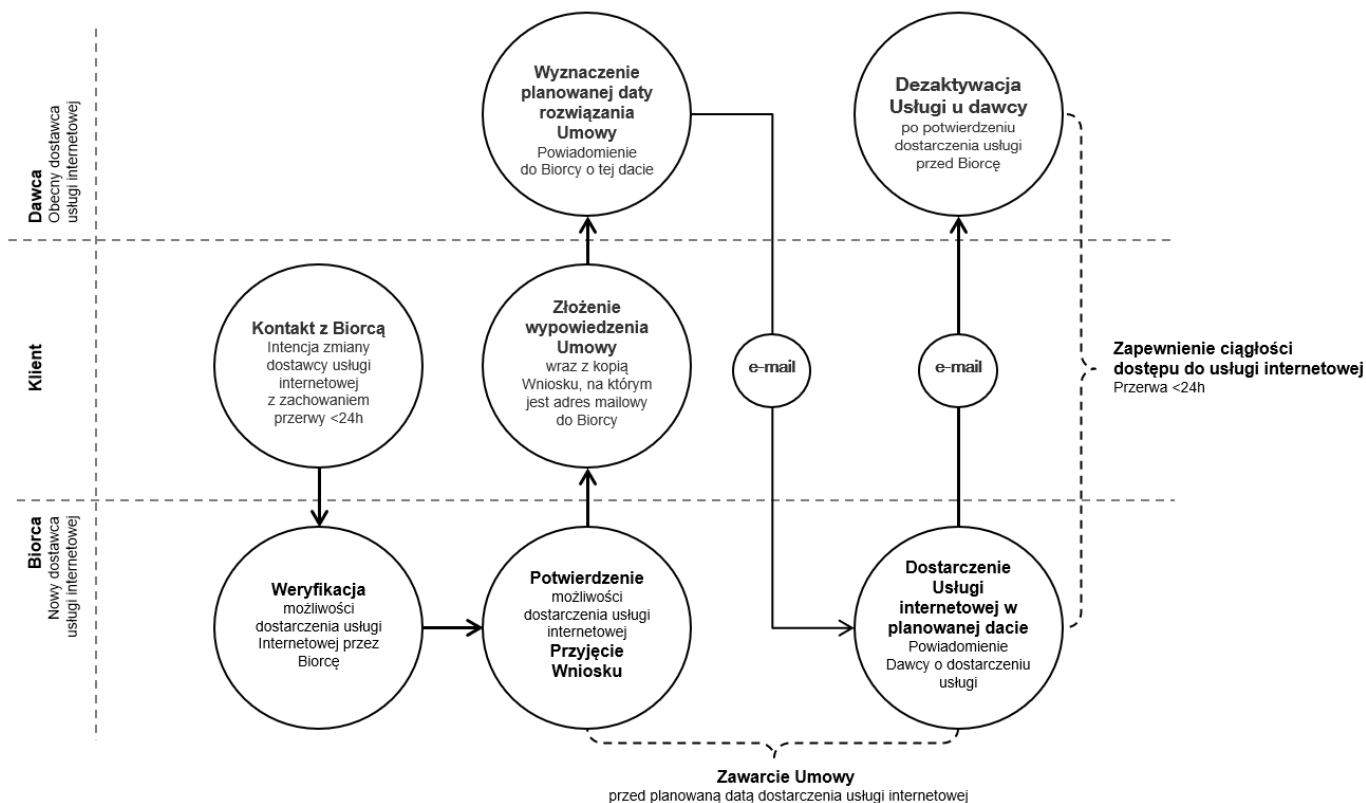 Dawca
Obecny dostawca
usługi internetowej
Wyznaczenie
planowanej daty
rozwiązania
Umowy
Powiadomienie
do Biorcy o tej dacie
Dezaktywacja
Usługi u dawcy
po potwierdzeniu
dostarczenia usługi
przed Biorcę
Klient
Kontakt z Biorcą
Intencja zmiany
dostawcy usługi
internetowej
z zachowaniem
przerwy <24h
Złożenie
wypowiedzenia
Umowy
wraz z kopią
Wniosku, na którym
jest adres mailowy
do Biorcy
e-mail
e-mail
Zapewnienie ciągłości
dostępu do usługi internetowej
Przerwa <24h
Biorca
Nowy dostawca
usługi internetowej
Weryfikacja
możliwości
dostarczenia usługi
Internetowej przez
Biorcę
Potwierdzenie
możliwości
dostarczenia usługi
internetowej
Przyjęcie
Wniosku
Dostarczenie
Usługi
internetowej w
planowanej dacie
Powiadomienie
Dawcy o dostarczeniu
usługi
Zawarcie Umowy
przed planowaną datą dostarczenia usługi internetowej